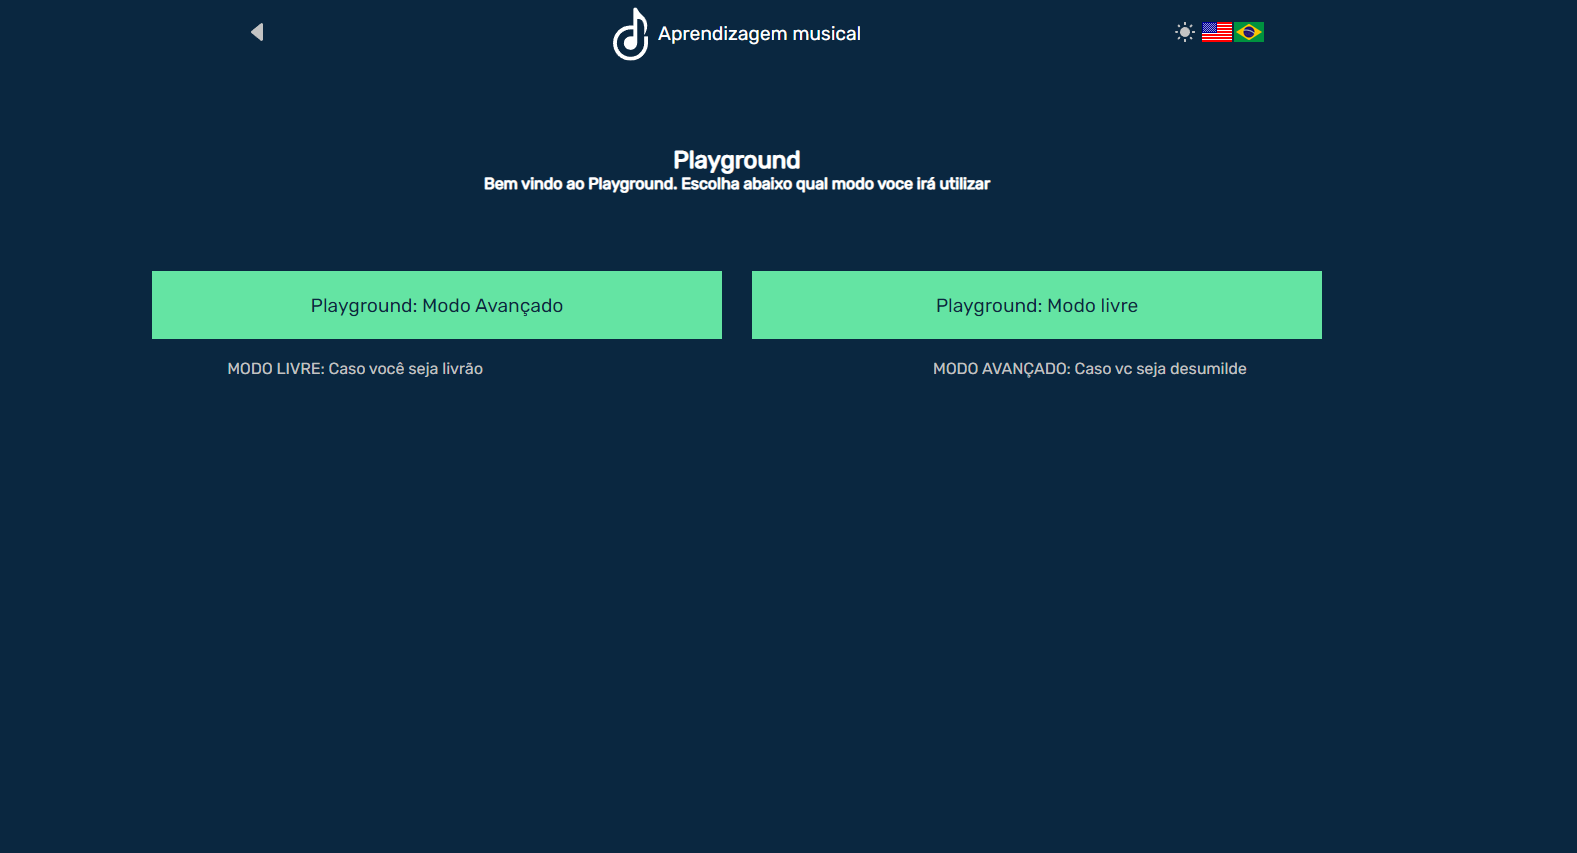 Aprendizagem musical
Playground
Bem vindo ao Playground. Escolha abaixo qual modo voce irá utilizar
Playground: Modo Avançado
Playground: Modo livre
MODO LIVRE: Caso você seja livrão
MODO AVANÇADO: Caso vc seja desumilde